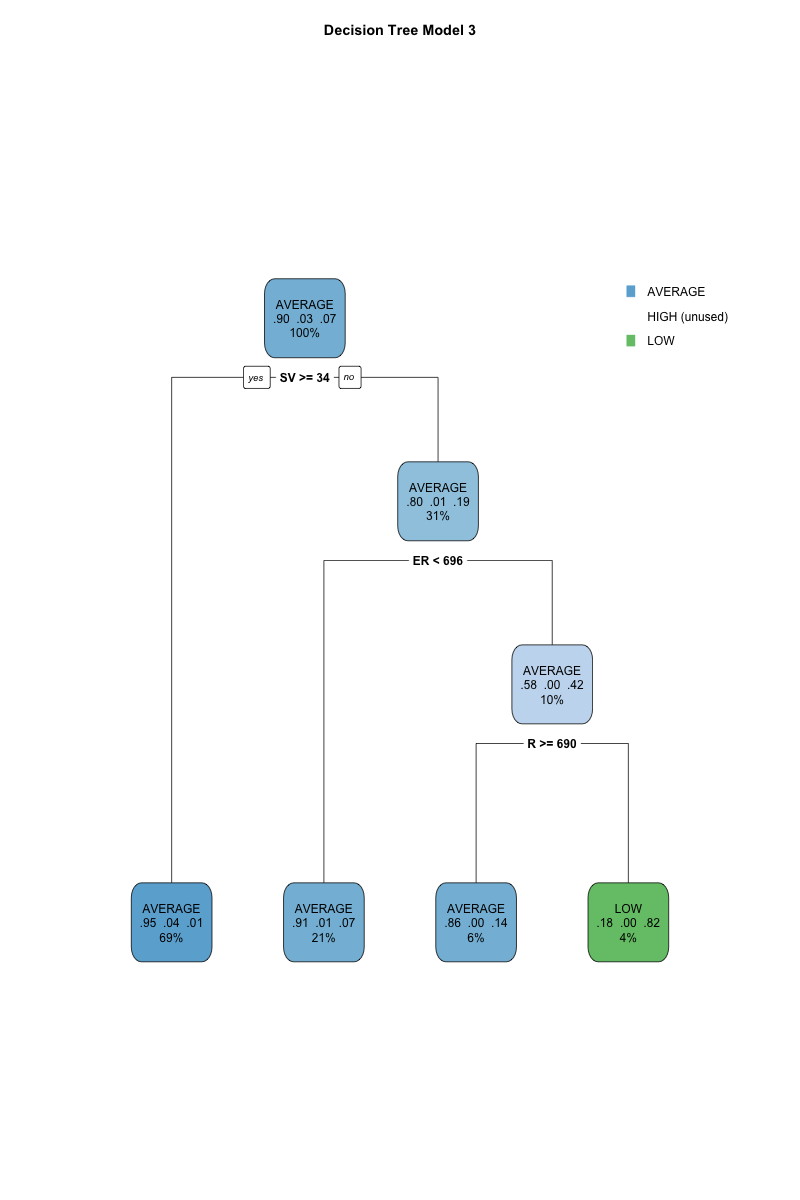 Decision Tree Model 3
AVERAGE
.90 .03 .07
100%
AVERAGE
HIGH (unused)
LOW
yes
SV >= 34
no
AVERAGE
.80 .01 .19
31%
ER < 696
AVERAGE
.58 .00 .42
10%
R >= 690
AVERAGE
.95 .04 .01
69%
AVERAGE
.91 .01 .07
21%
AVERAGE
.86 .00 .14
6%
LOW
.18 .00 .82
4%